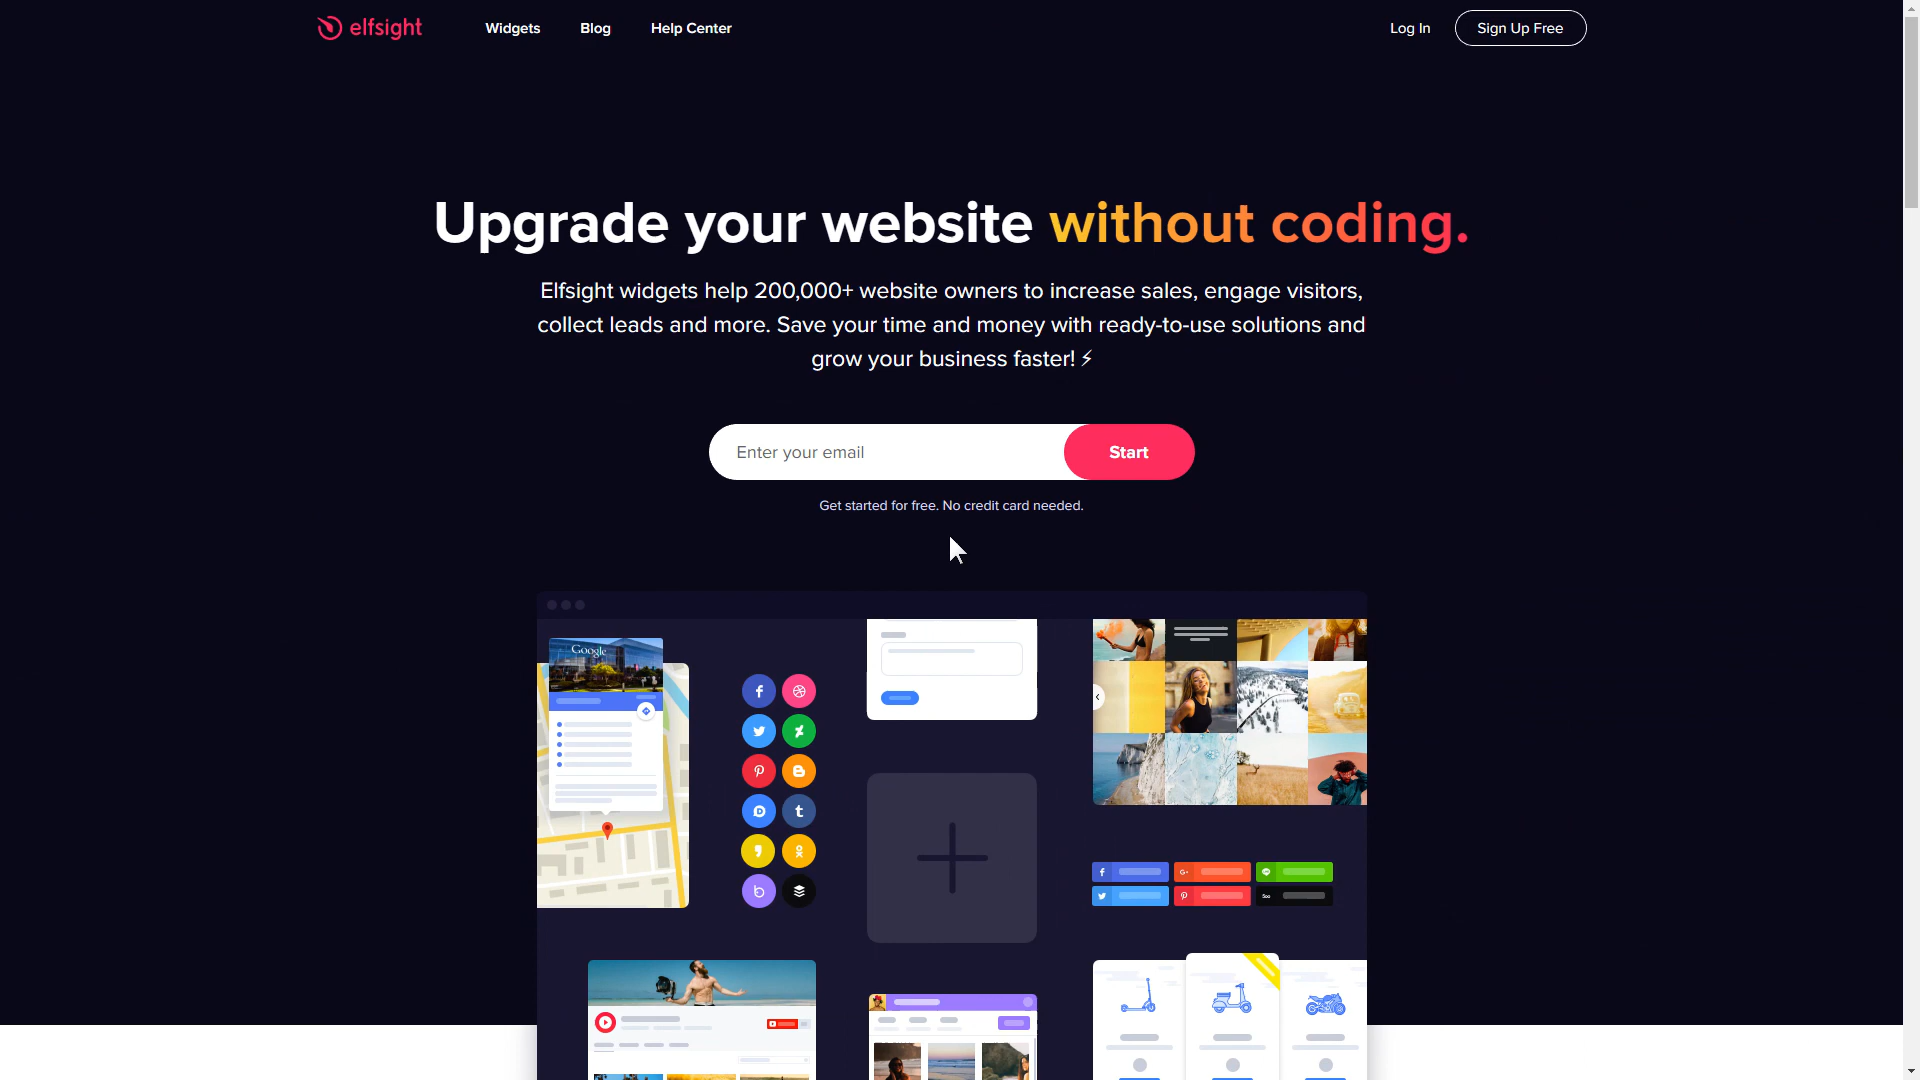 elfsight
Widgets
Blog
Help Center
Log In
Sign Up Free
Upgrade your website without coding.
Elfsight widgets help 200,000+ website owners to increase sales, engage visitors,
collect leads and more. Save your time and money with ready-to-use solutions and
grow your business faster! ⚡
Enter your email
Start
Get started for free. No credit card needed.
Google